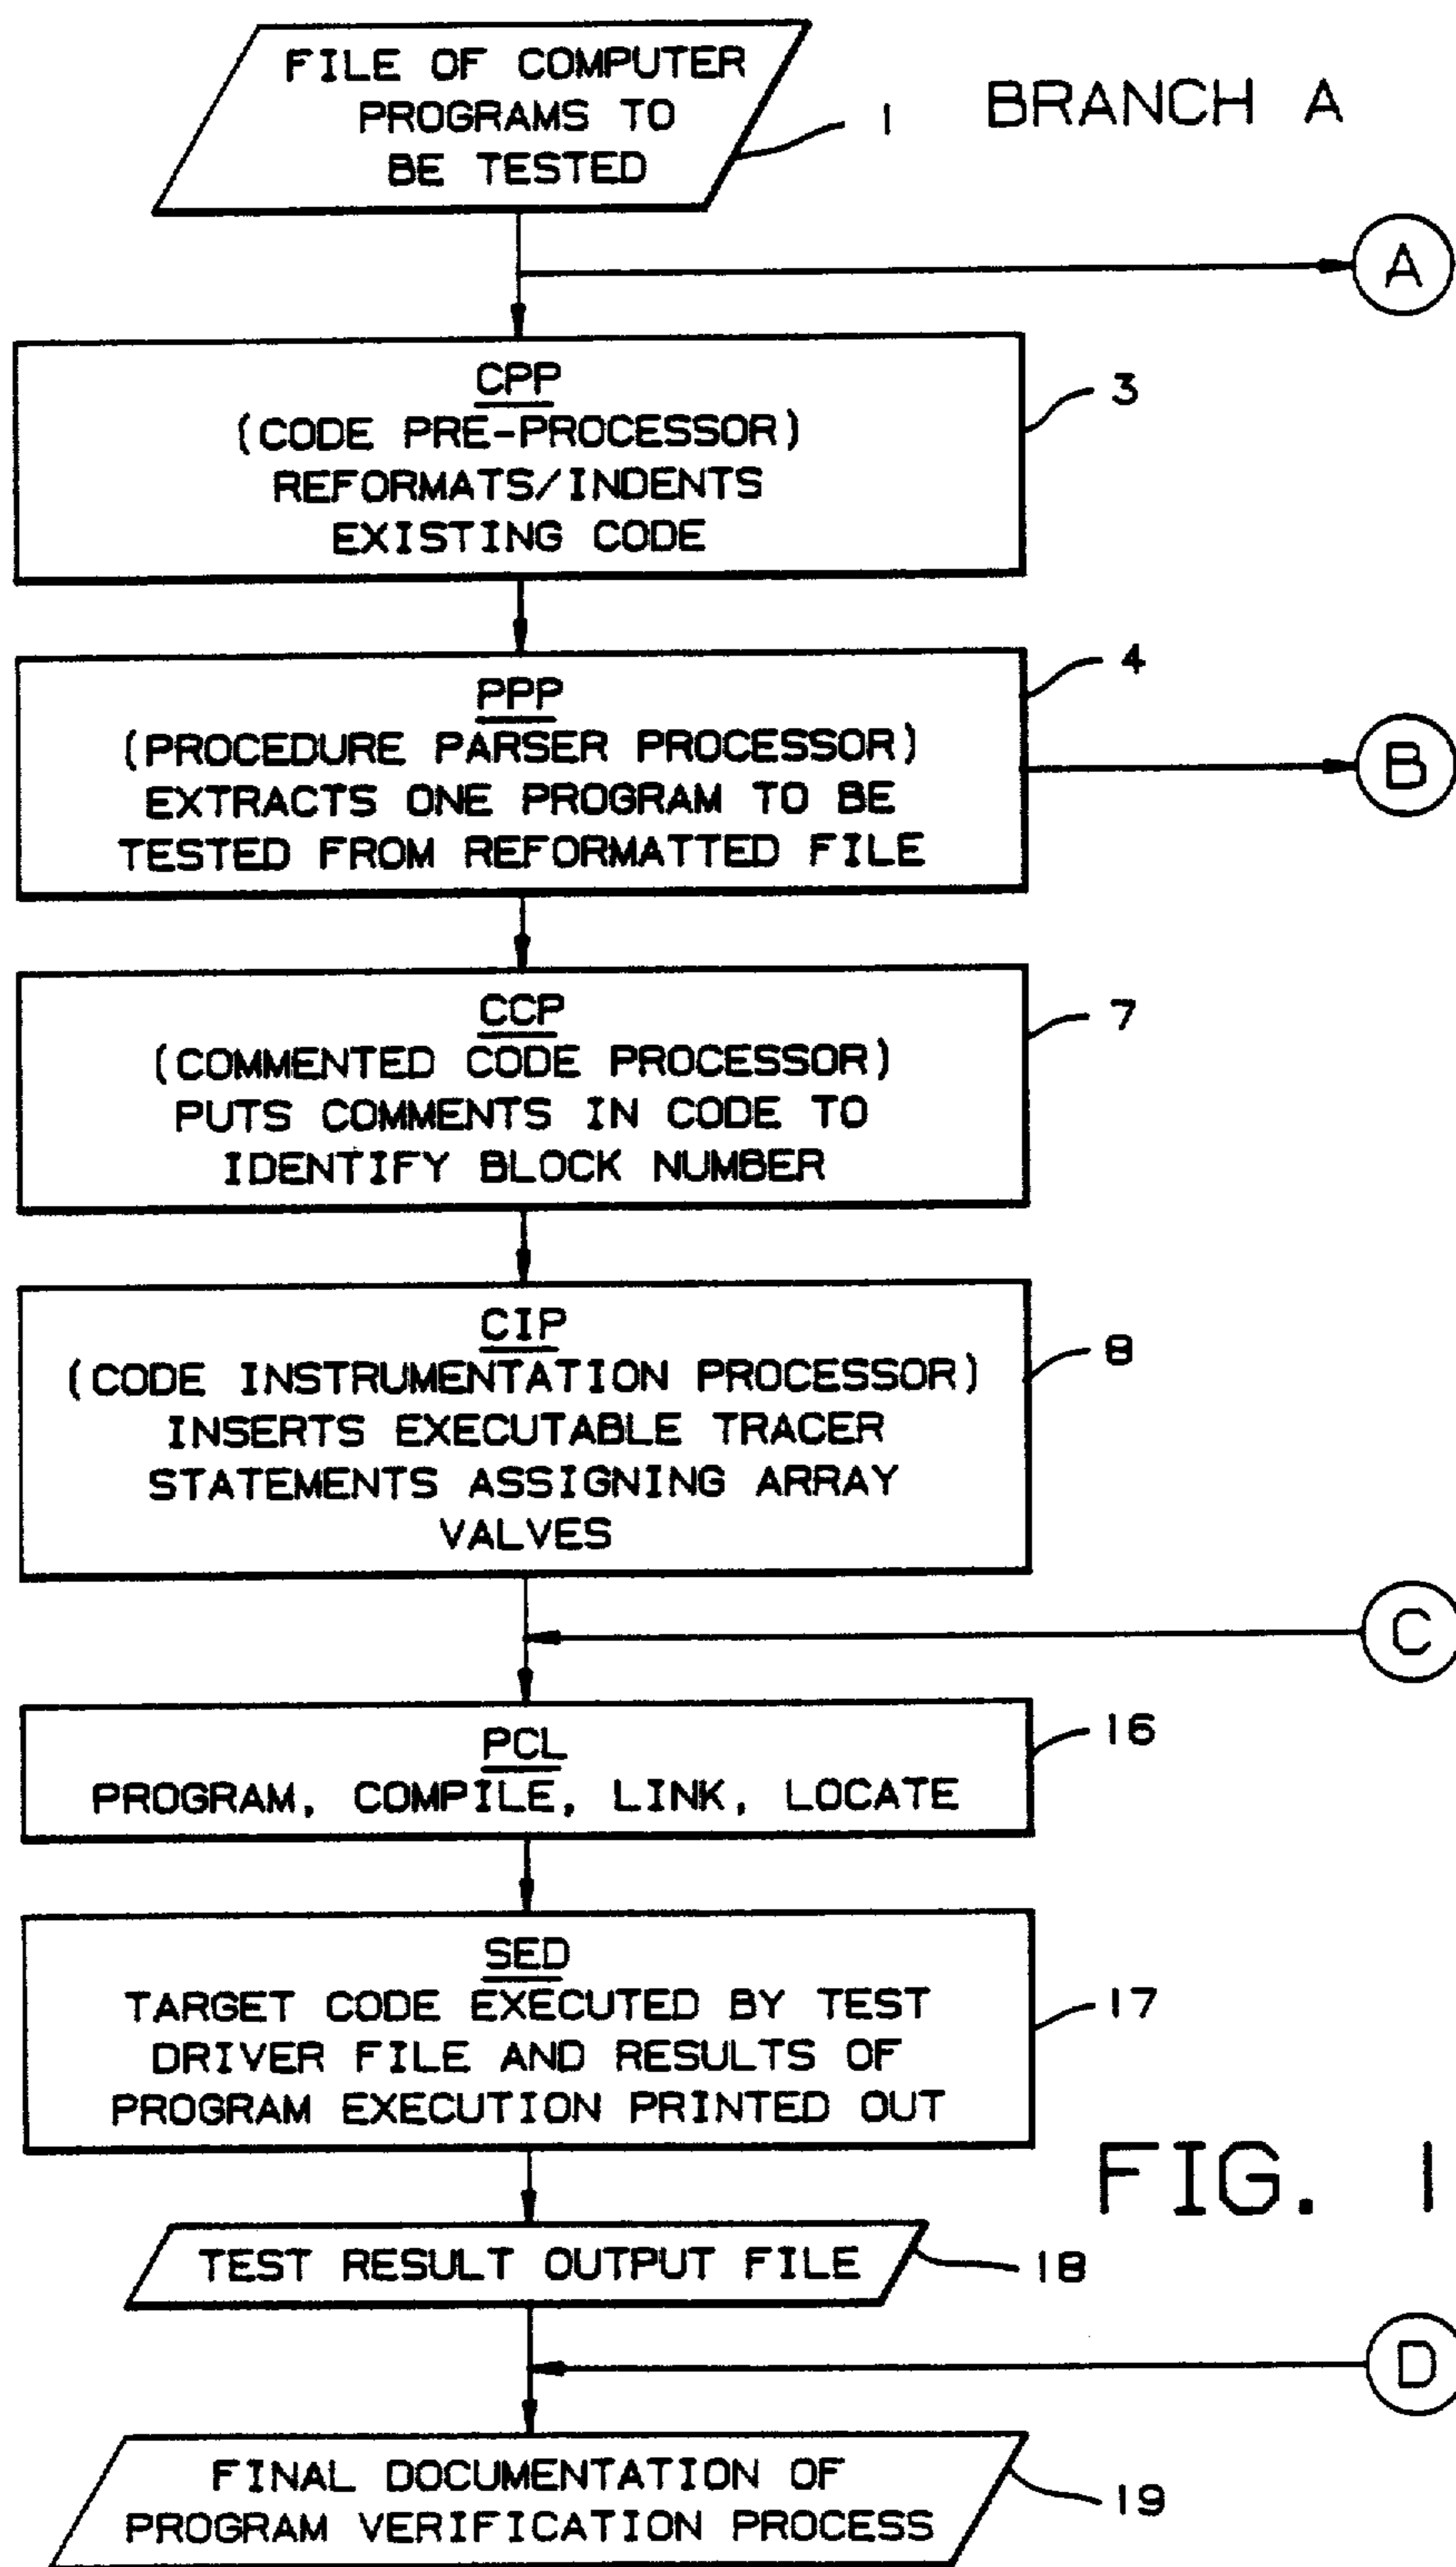 FILE OF COMPUTER
PROGRAMS TO
BE TESTED
1
BRANCH A
A
CPP
(CODE PRE-PROCESSOR)
REFORMATS/INDENTS
EXISTING CODE
3
PPP
(PROCEDURE PARSER PROCESSOR)
EXTRACTS ONE PROGRAM TO BE
TESTED FROM REFORMATTED FILE
4
B
CCP
(COMMENTED CODE PROCESSOR)
PUTS COMMENTS IN CODE TO
IDENTIFY BLOCK NUMBER
7
CIP
(CODE INSTRUMENTATION PROCESSOR)
INSERTS EXECUTABLE TRACER
STATEMENTS ASSIGNING ARRAY
VALVES
8
C
PCL
PROGRAM, COMPILE, LINK, LOCATE
16
SED
TARGET CODE EXECUTED BY TEST
DRIVER FILE AND RESULTS OF
PROGRAM EXECUTION PRINTED OUT
17
FIG. 1
TEST RESULT OUTPUT FILE
18
D
FINAL DOCUMENTATION OF
PROGRAM VERIFICATION PROCESS
19